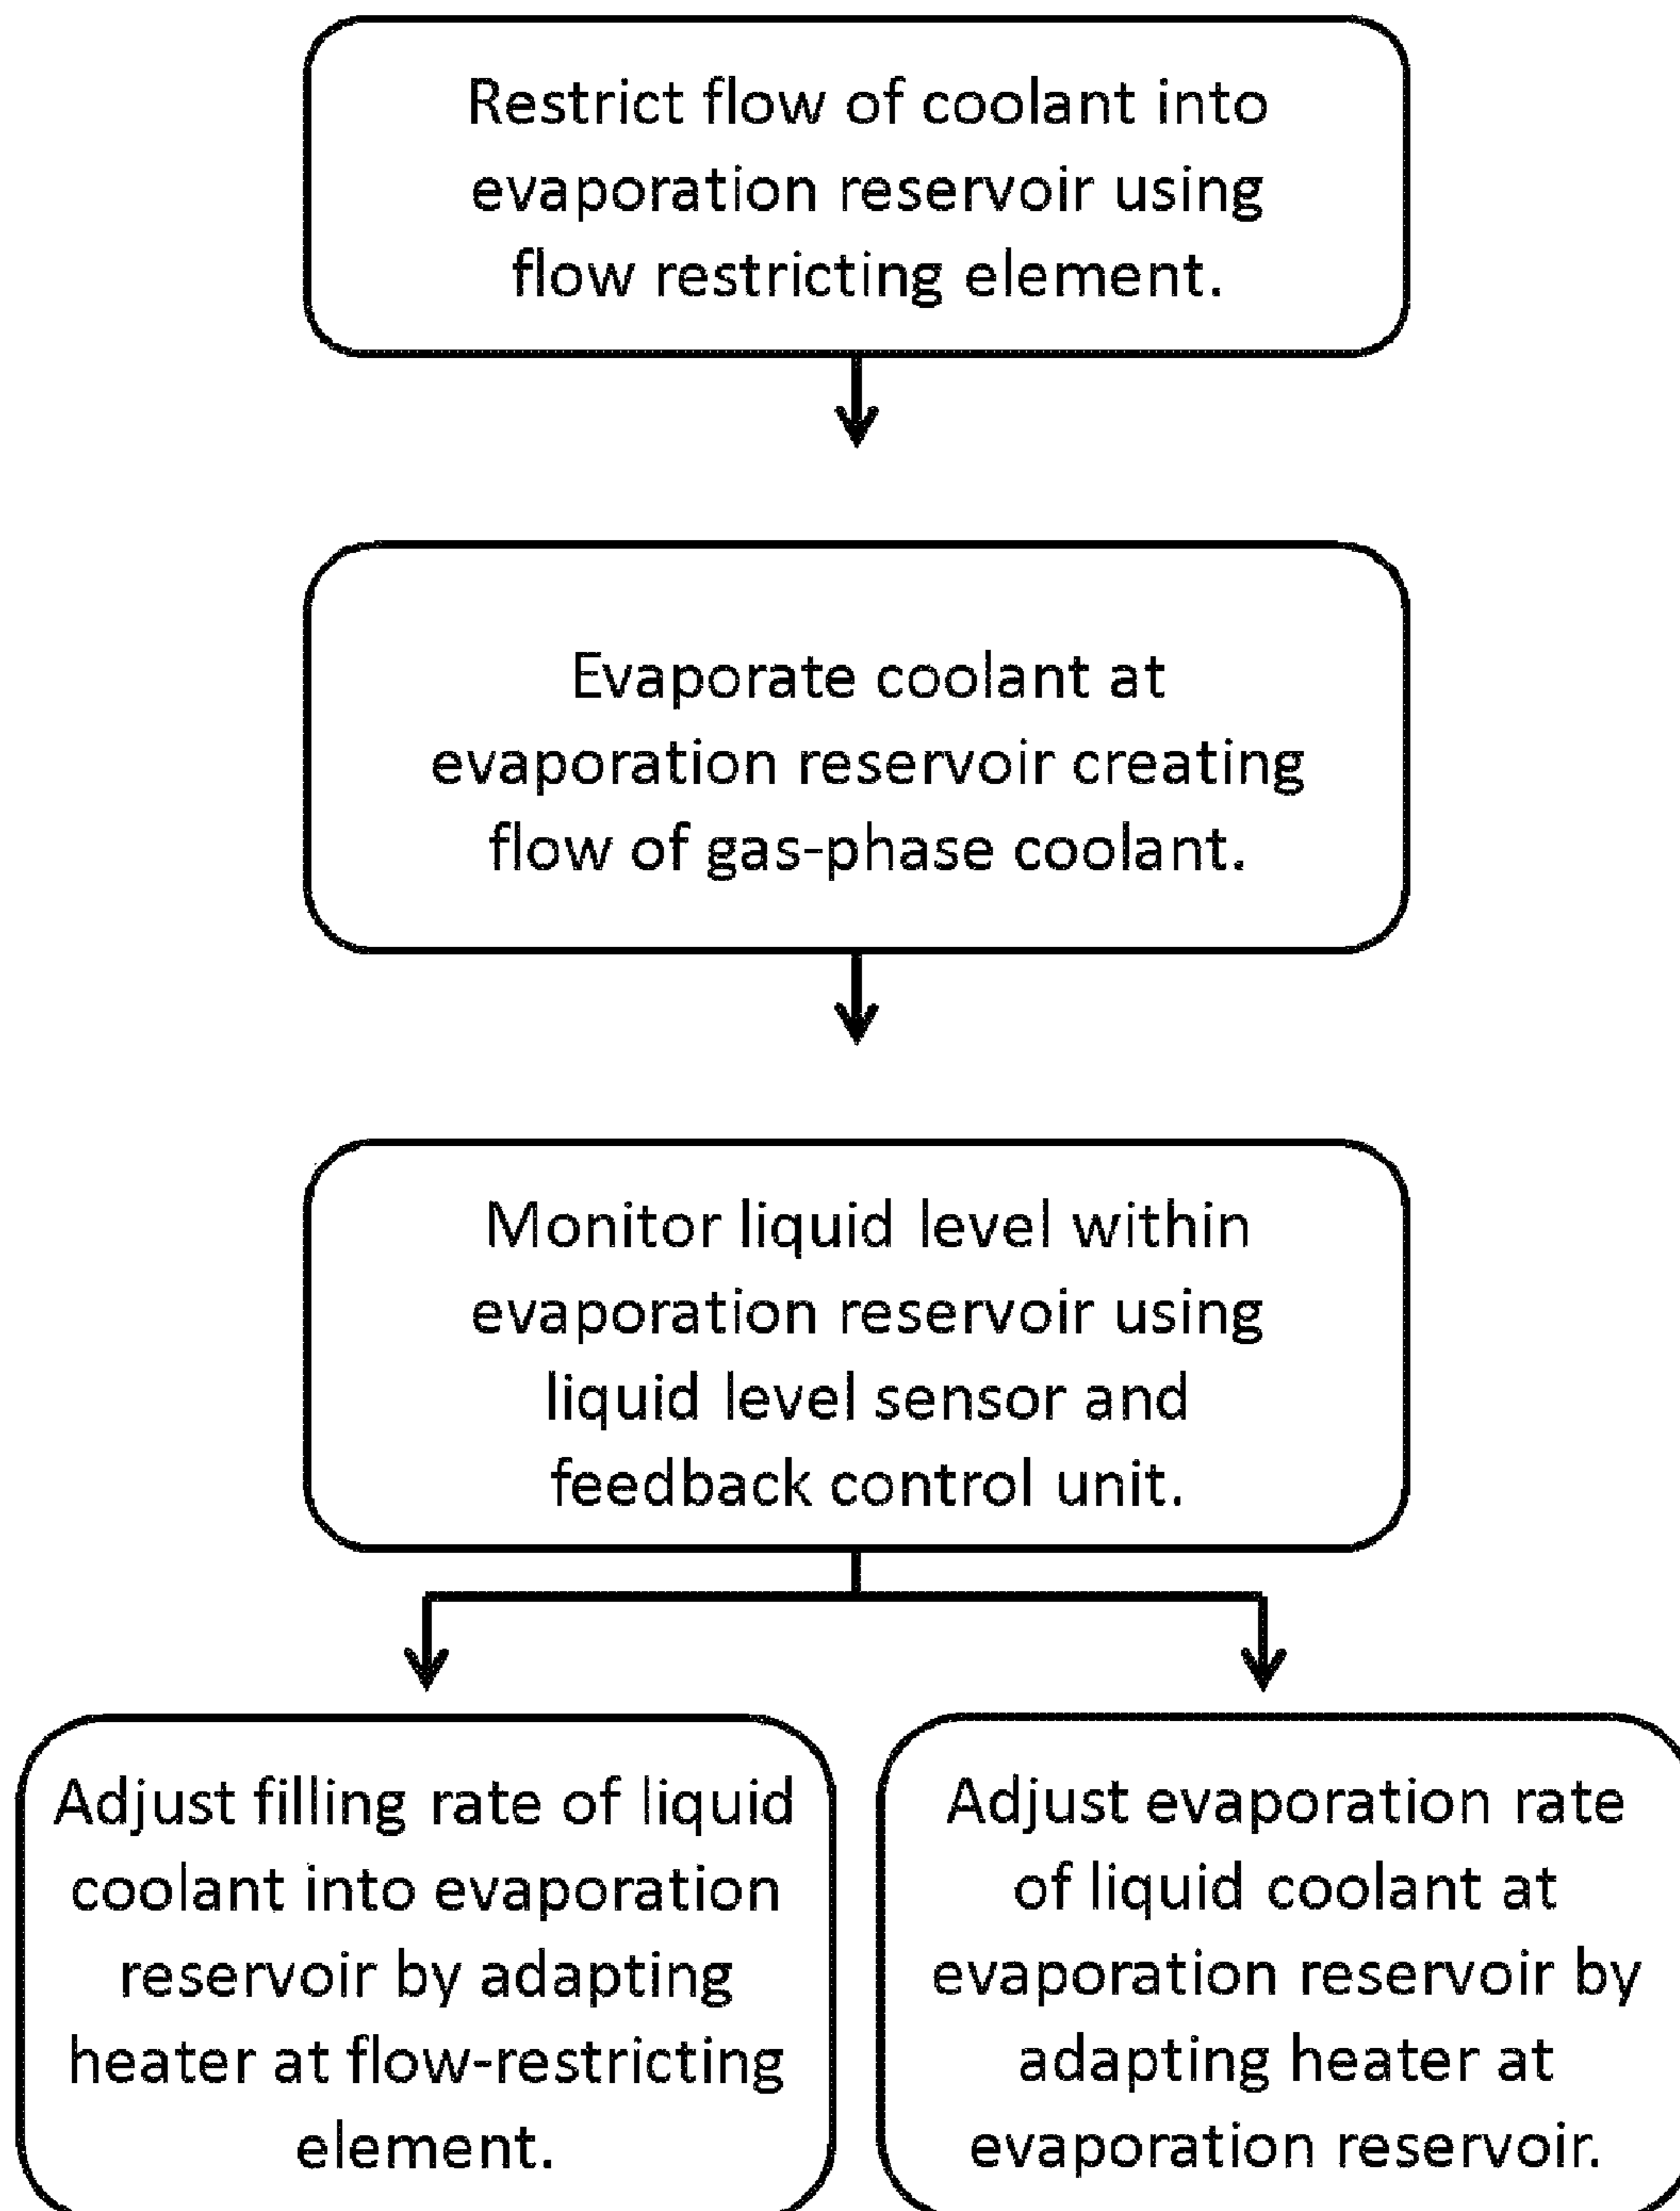 Restrict flow of coolant into
evaporation reservoir using
flow restricting element.
Evaporate coolant at
evaporation reservoir creating
flow of gas-phase coolant.
Monitor liquid level within
evaporation reservoir using
liquid level sensor and
feedback control unit.
Adjust filling rate of liquid
coolant into evaporation
reservoir by adapting
heater at flow-restricting
element.
Adjust evaporation rate
of liquid coolant at
evaporation reservoir by
adapting heater at
evaporation reservoir.